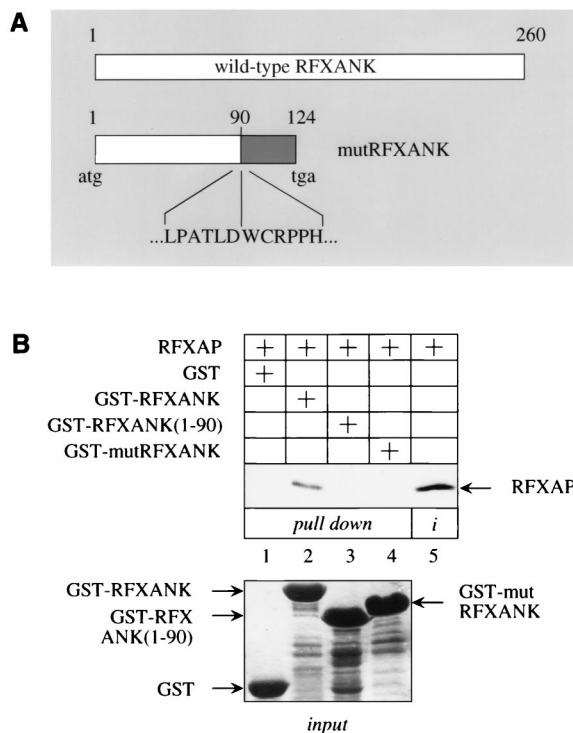 A
1 260
wild-type RFXANK
1 90 124
mutRFXANK
atg tga
...LPATLDWCRPPH...
B
RFXAP + + + + +
GST +
GST-RFXANK +
GST-RFXANK(1-90) +
GST-mutRFXANK +
RFXAP
pull down i
1 2 3 4 5
GST-RFXANK
GST-RFX
ANK(1-90)
GST-mut
RFXANK
GST
input